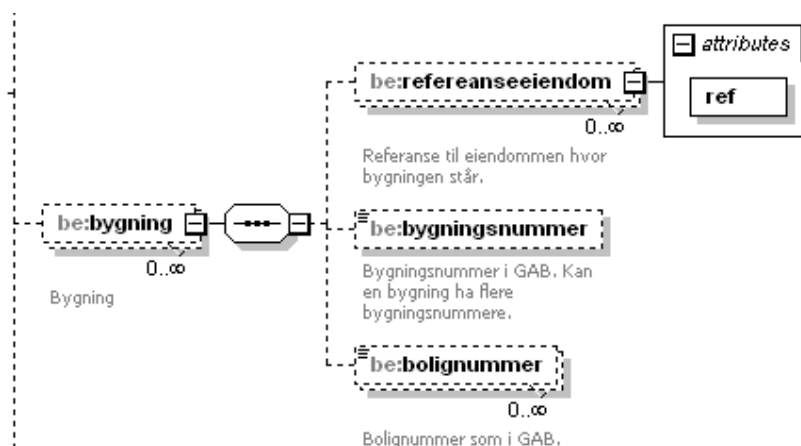 attributes
be:refereanseeiendom
ref
0..∞
Referanse til eiendommen hvor
bygningen står.
be:bygning
0..∞
Bygning
be:bygningsnummer
Bygningsnummer i GAB. Kan
en bygning ha flere
bygningsnummere.
be:bolignummer
0..∞
Bolignummer som i GAB.